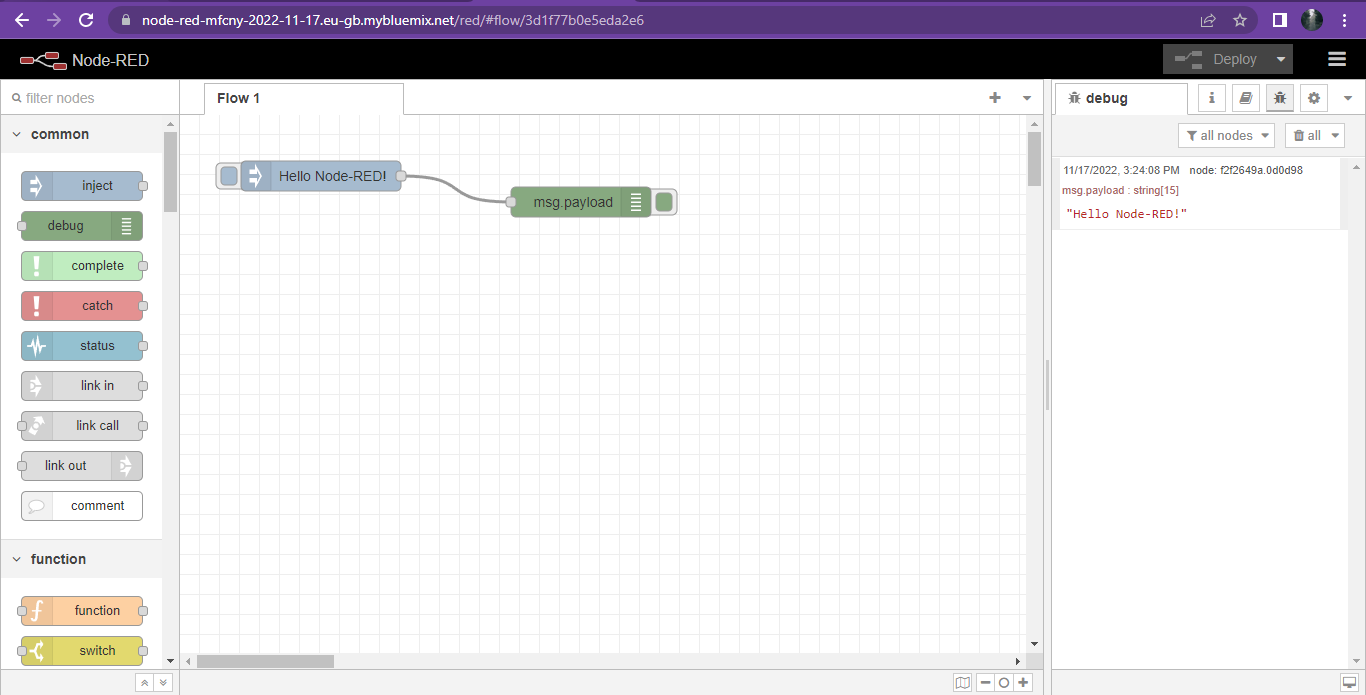 node-red-mfcny-2022-11-17.eu-gb.mybluemix.net/red/#flow/3d1f77b0e5eda2e6
Node-RED
Deploy
filter nodes
common
inject
debug
complete
catch
status
link in
link call
link out
comment
function
function
switch
Flow 1
Hello Node-RED!
msg.payload
debug
all nodes
all
11/17/2022, 3:24:08 PM node: f2f2649a.0d0d98
msg.payload : string[15]
"Hello Node-RED!"